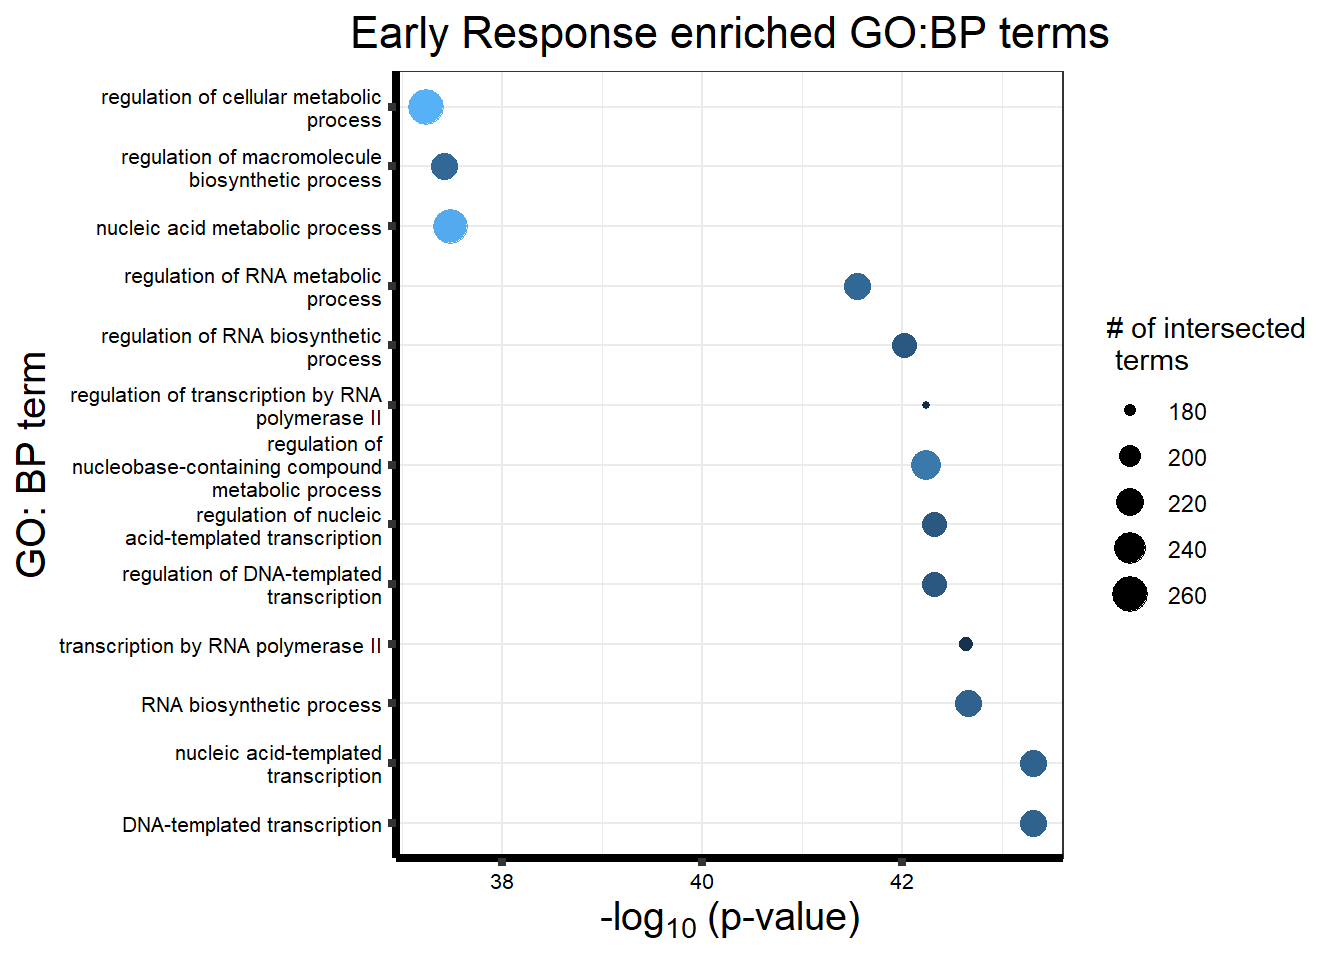 Early Response enriched GO:BP terms
GO: BP term
regulation of cellular metabolic
process
regulation of macromolecule
biosynthetic process
nucleic acid metabolic process
regulation of RNA metabolic
process
regulation of RNA biosynthetic
process
regulation of transcription by RNA
polymerase II
regulation of
nucleobase-containing compound
metabolic process
regulation of nucleic
acid-templated transcription
regulation of DNA-templated
transcription
transcription by RNA polymerase II
RNA biosynthetic process
nucleic acid-templated
transcription
DNA-templated transcription
38 40 42
-log10 (p-value)
# of intersected
terms
180
200
220
240
260